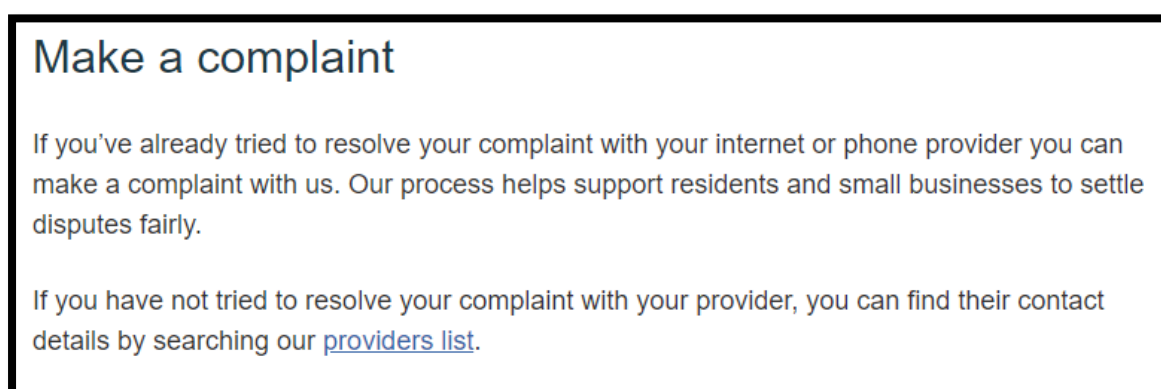 Make a complaint
If you’ve already tried to resolve your complaint with your internet or phone provider you can
make a complaint with us. Our process helps support residents and small businesses to settle
disputes fairly.
If you have not tried to resolve your complaint with your provider, you can find their contact
details by searching our providers list.